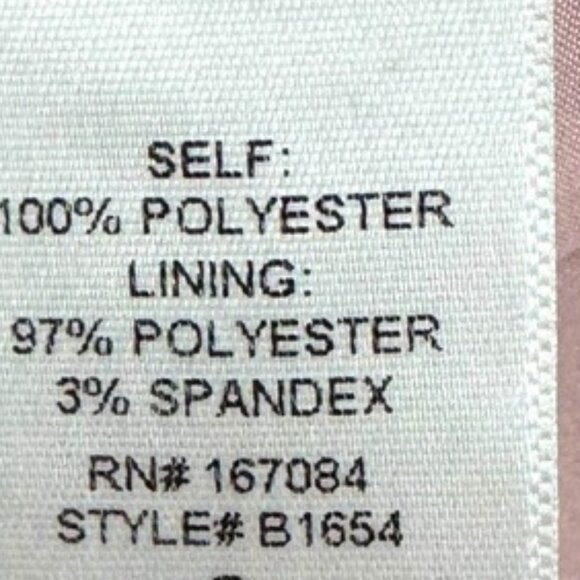 SELF:
100% POLYESTER
LINING:
97% POLYESTER
3% SPANDEX
RN# 167084
STYLE# B1654